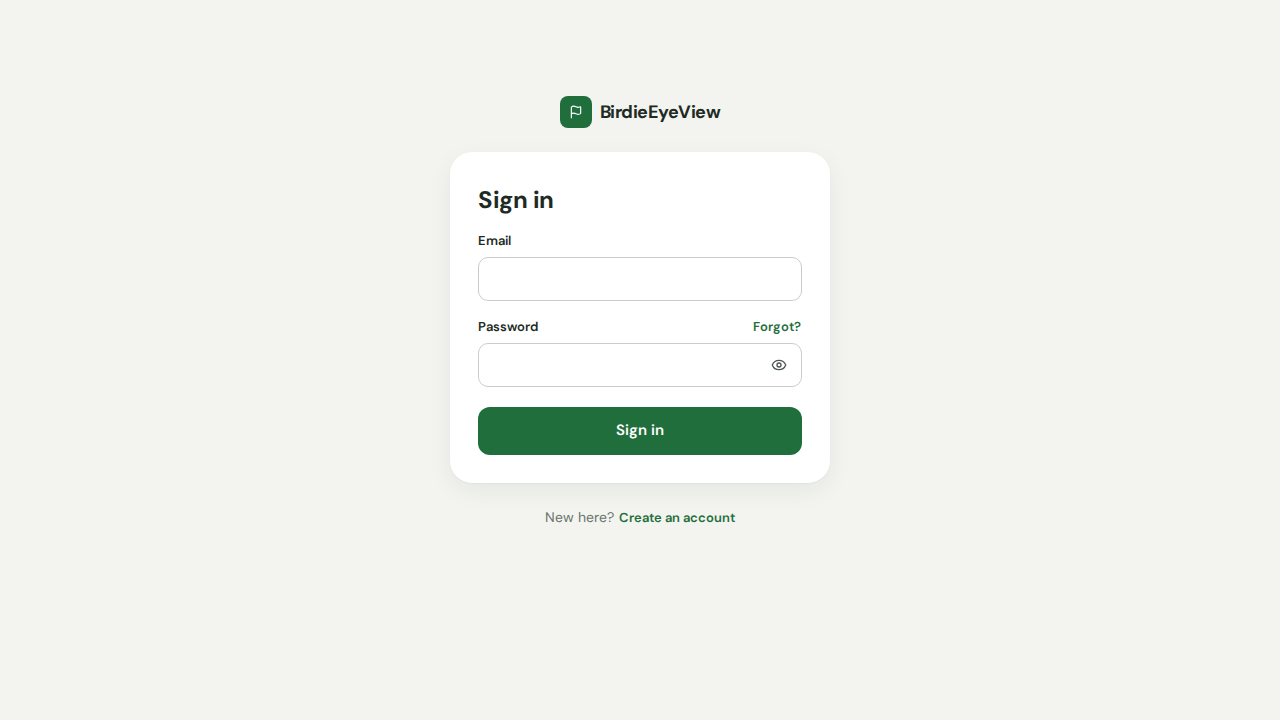 BirdieEyeView
Sign in
Email
Password Forgot?
Sign in
New here? Create an account